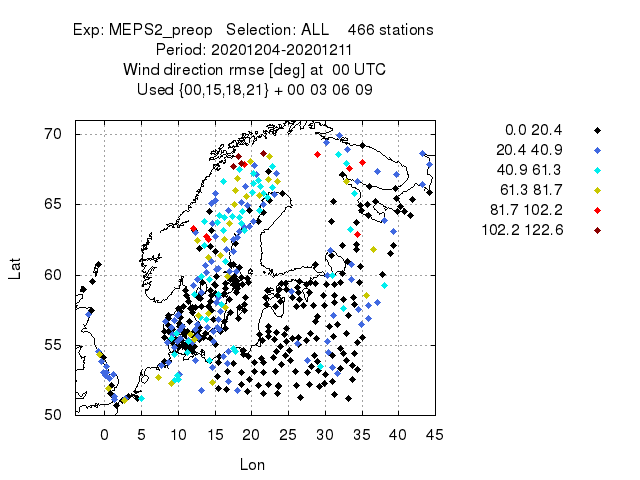 Exp: MEPS2_preop   Selection: ALL    466 stations
Period: 20201204-20201211
Wind direction rmse [deg] at  00 UTC
Used {00,15,18,21} + 00 03 06 09
0.0 20.4
20.4 40.9
40.9 61.3
61.3 81.7
81.7 102.2
102.2 122.6
Lat
70
65
60
55
50
0 5 10 15 20 25 30 35 40 45
Lon